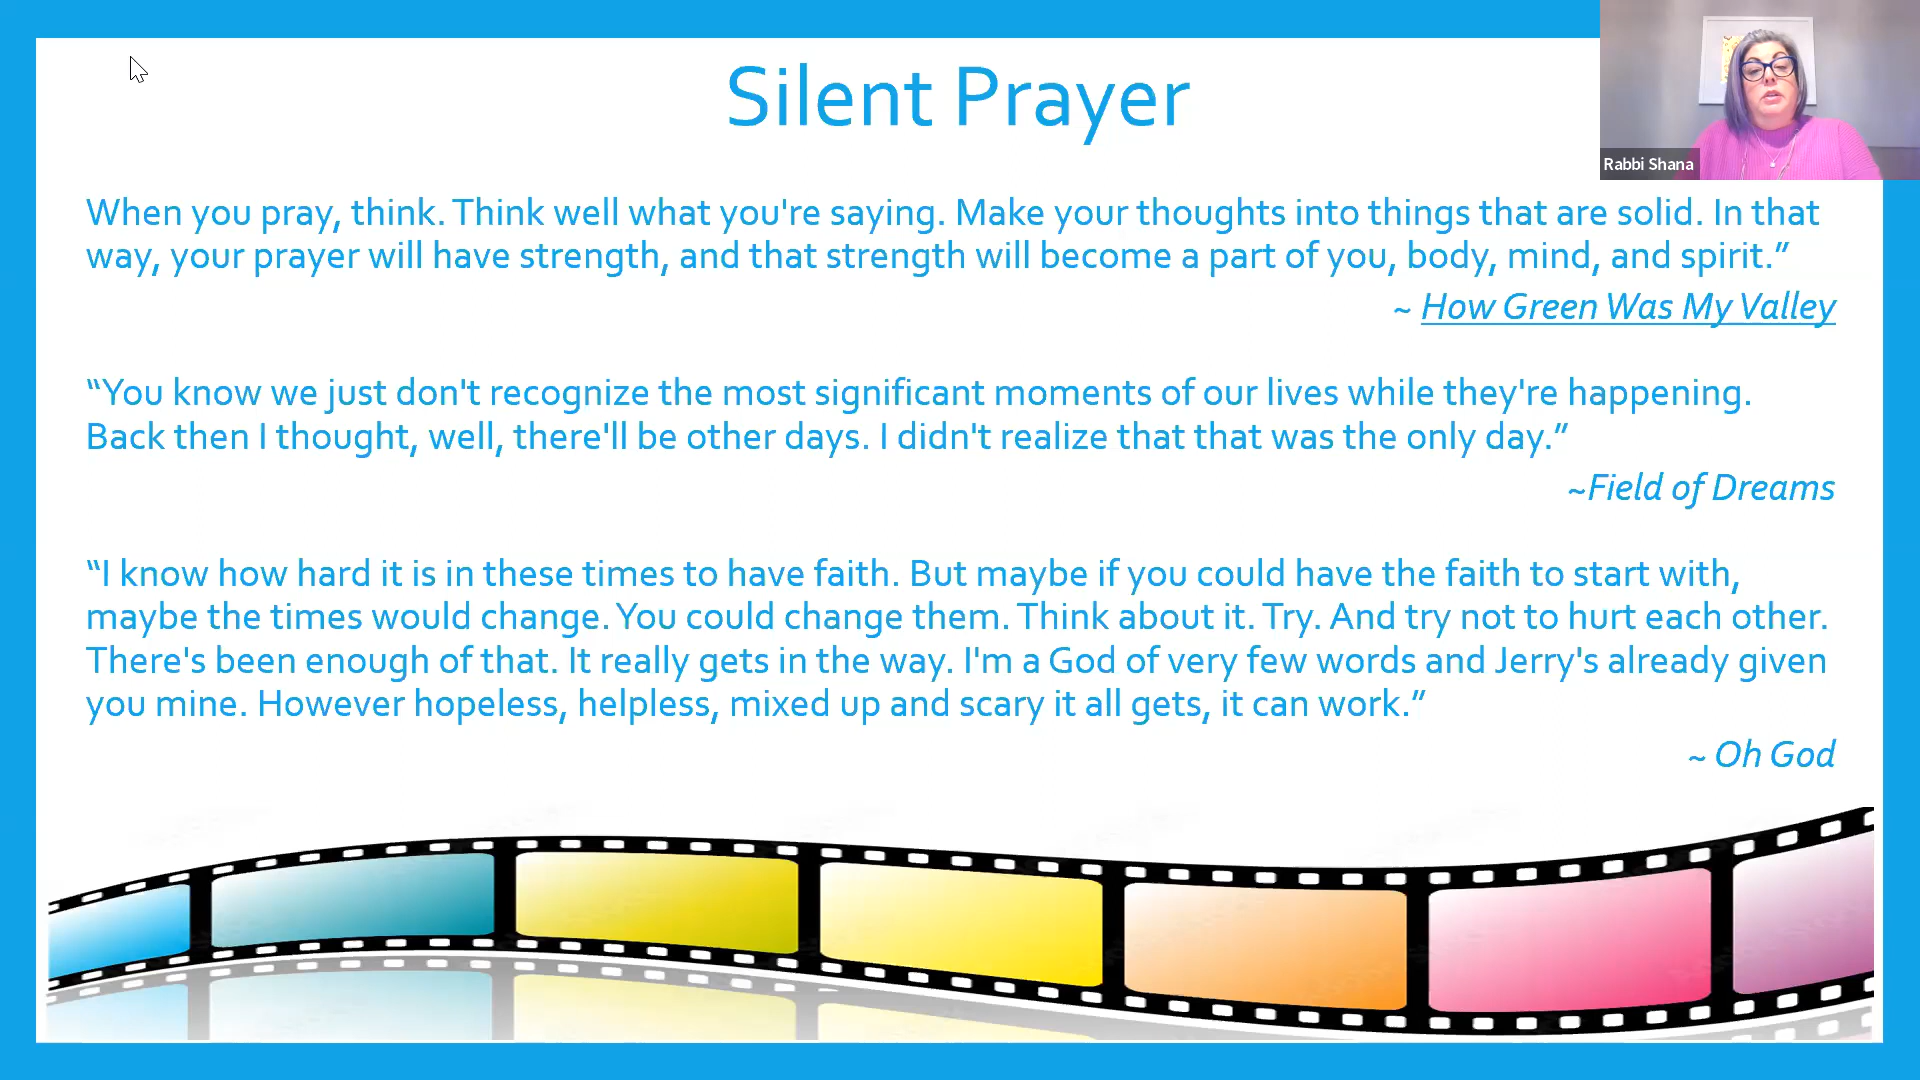 Silent Prayer
Rabbi Shana
When you pray, think. Think well what you're saying. Make your thoughts into things that are solid. In that
way, your prayer will have strength, and that strength will become a part of you, body, mind, and spirit.”
~ How Green Was My Valley
“You know we just don't recognize the most significant moments of our lives while they're happening.
Back then I thought, well, there'll be other days. I didn't realize that that was the only day.”
~Field of Dreams
“I know how hard it is in these times to have faith. But maybe if you could have the faith to start with,
maybe the times would change. You could change them. Think about it. Try. And try not to hurt each other.
There's been enough of that. It really gets in the way. I'm a God of very few words and Jerry's already given
you mine. However hopeless, helpless, mixed up and scary it all gets, it can work.”
~ Oh God